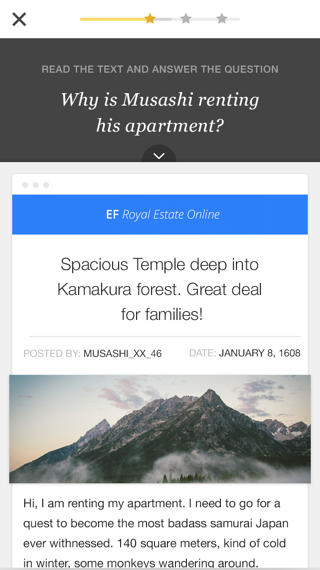 READ THE TEXT AND ANSWER THE QUESTION
Why is Musashi renting
his apartment?
EF Royal Estate Online
Spacious Temple deep into
Kamakura forest. Great deal
for families!
POSTED BY: MUSASHI_XX_46 DATE: JANUARY 8, 1608
Hi, I am renting my apartment. I need to go for a
quest to become the most badass samurai Japan
ever withnessed. 140 square meters, kind of cold
in winter, some monkeys wandering around.